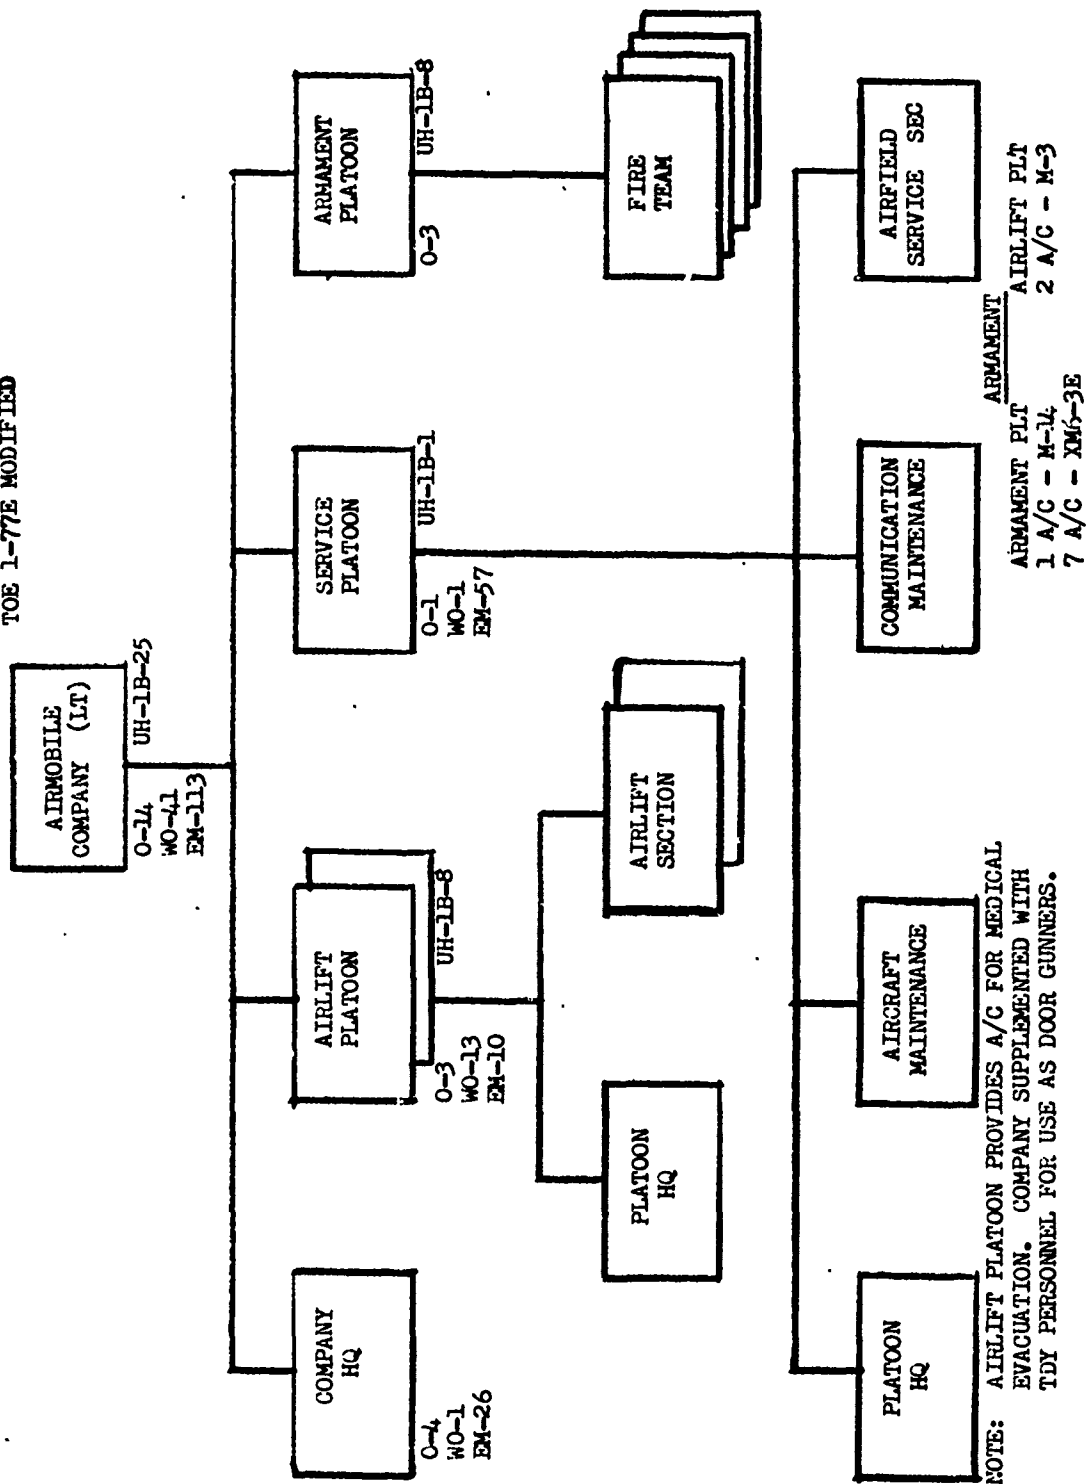 TOE 1-77E MODIFIED
AIRMOBILE
COMPANY (LT)
O-14
WO-41
EM-113
UH-1B-25
COMPANY
HQ
O-4
WO-1
EM-26
AIRLIFT
PLATOON
O-3
WO-13
EM-10
UH-1B-8
SERVICE
PLATOON
O-1
WO-1
EM-57
UH-1B-1
ARMAMENT
PLATOON
O-3
UH-1B-8
PLATOON
HQ
AIRLIFT
SECTION
FIRE
TEAM
PLATOON
HQ
AIRCRAFT
MAINTENANCE
COMMUNICATION
MAINTENANCE
AIRFIELD
SERVICE SEC
NOTE: AIRLIFT PLATOON PROVIDES A/C FOR MEDICAL
EVACUATION. COMPANY SUPPLEMENTED WITH
TDY PERSONNEL FOR USE AS DOOR GUNNERS.
ARMAMENT
ARMAMENT PLT
1 A/C - M-14
7 A/C - XM6-3E
AIRLIFT PLT
2 A/C - M-3